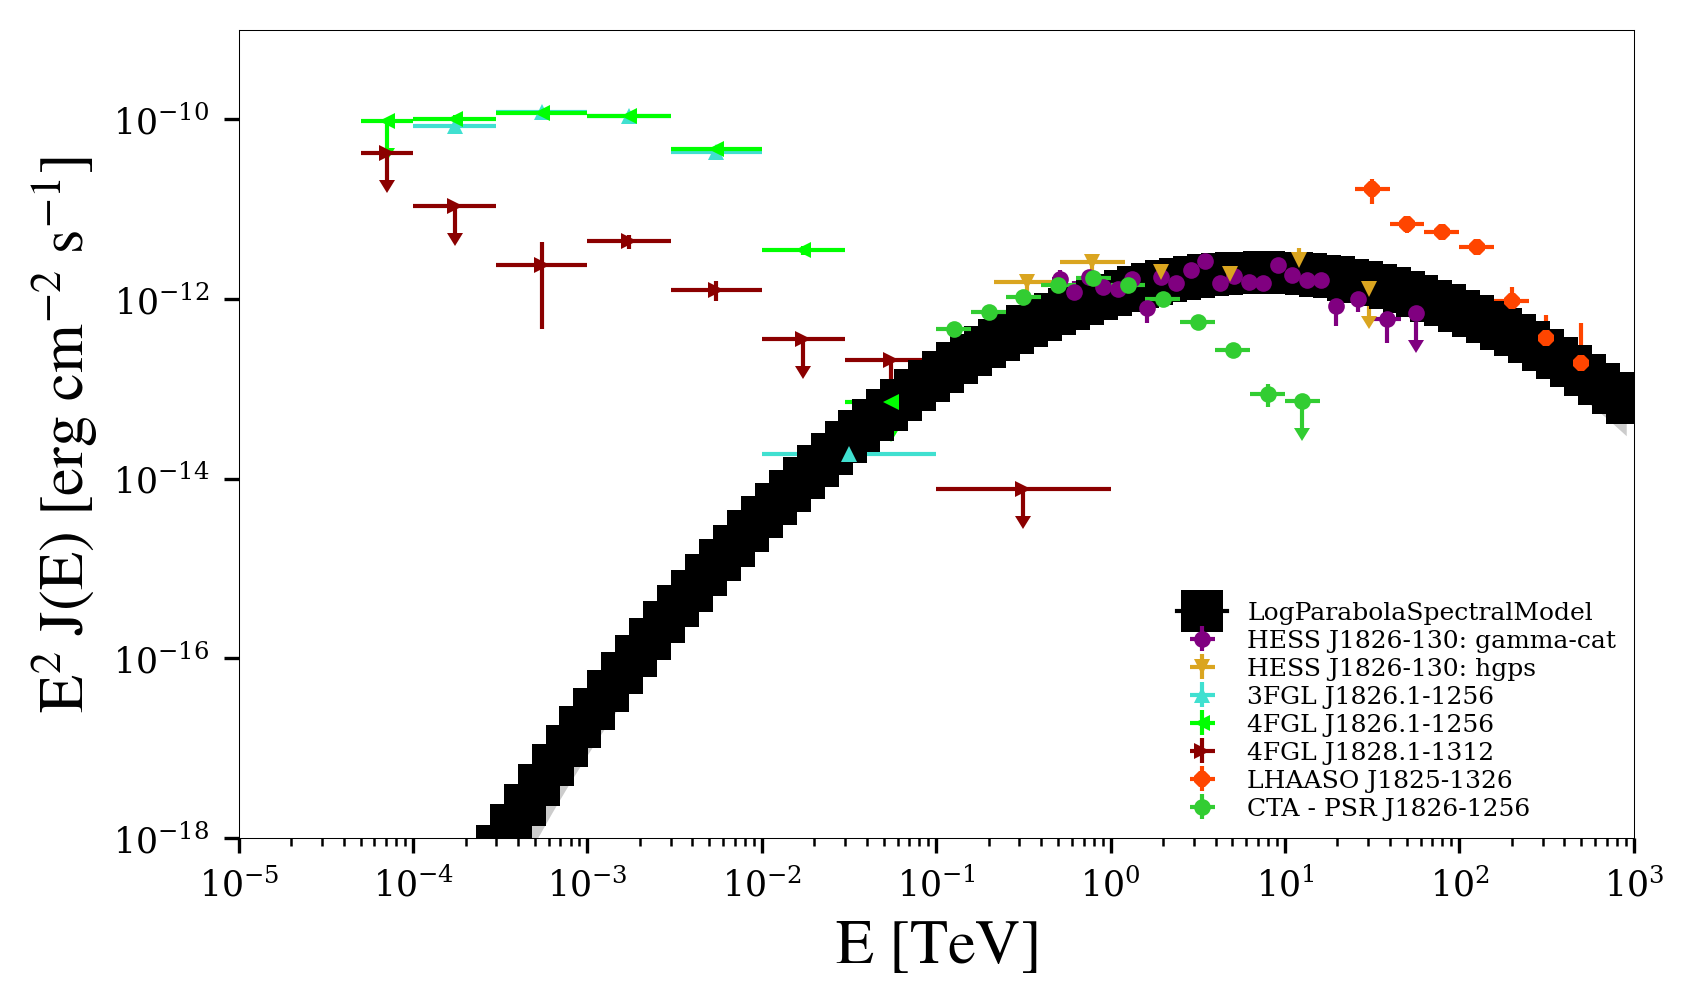 E² J(E) [erg cm⁻² s⁻¹]
10⁻¹⁰
10⁻¹²
10⁻¹⁴
10⁻¹⁶
10⁻¹⁸
LogParabolaSpectralModel
HESS J1826-130: gamma-cat
HESS J1826-130: hgps
3FGL J1826.1-1256
4FGL J1826.1-1256
4FGL J1828.1-1312
LHAASO J1825-1326
CTA - PSR J1826-1256
10⁻⁵ 10⁻⁴ 10⁻³ 10⁻² 10⁻¹ 10⁰ 10¹ 10² 10³
E [TeV]